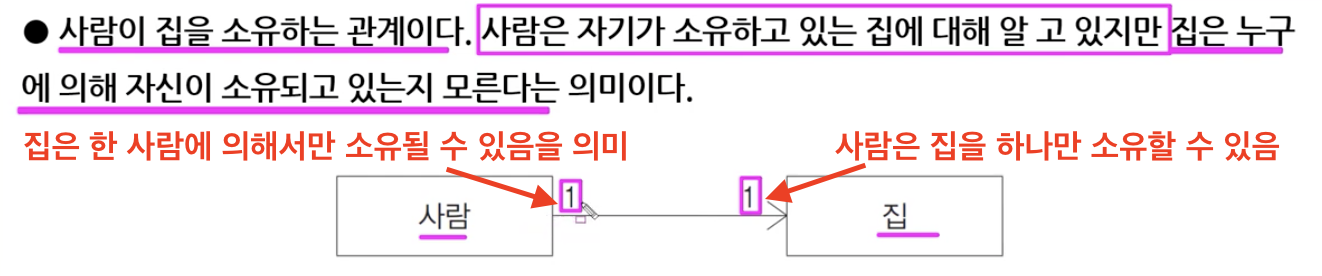 ● 사람이 집을 소유하는 관계이다. 사람은 자기가 소유하고 있는 집에 대해 알 고 있지만 집은 누구
에 의해 자신이 소유되고 있는지 모른다는 의미이다.
집은 한 사람에 의해서만 소유될 수 있음을 의미
사람은 집을 하나만 소유할 수 있음
사람
1
1
집